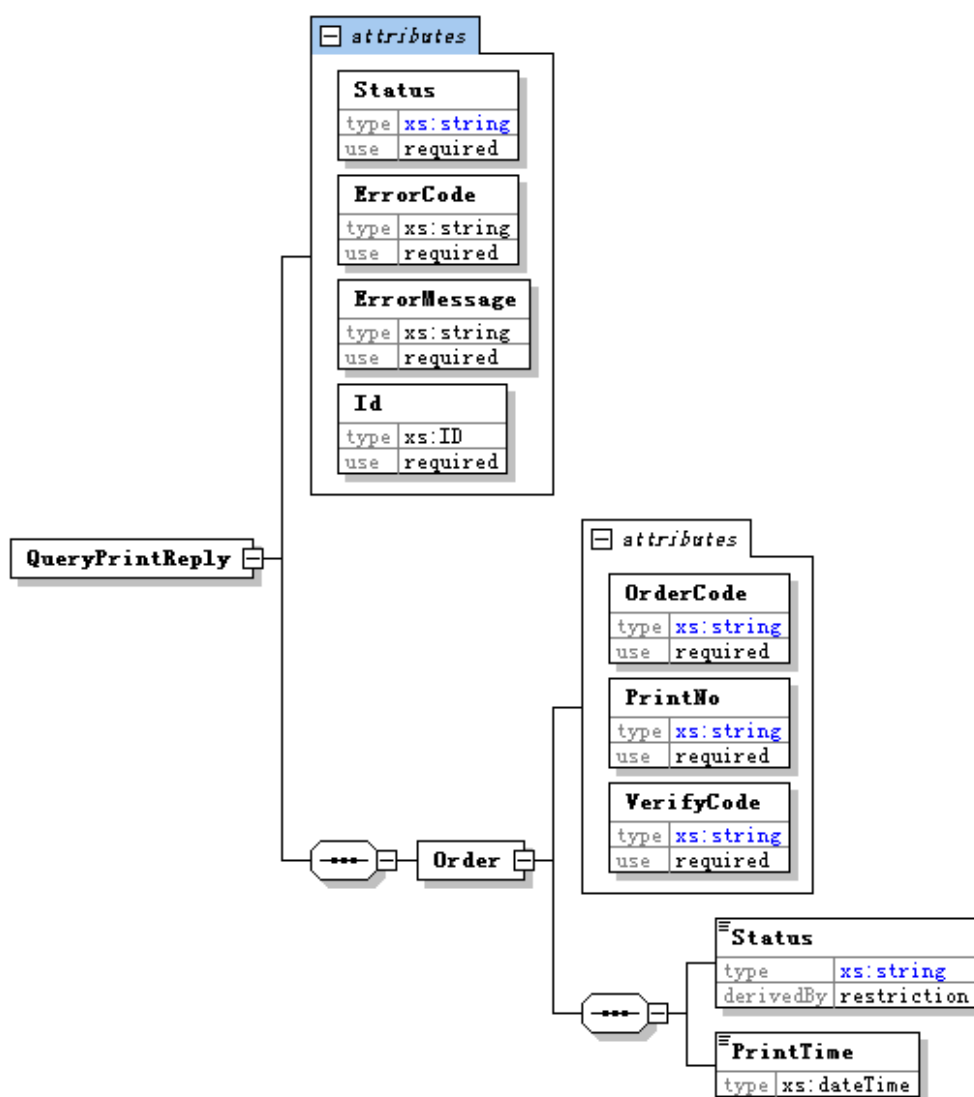 attributes
Status
type xs:string
use required
ErrorCode
type xs:string
use required
ErrorMessage
type xs:string
use required
Id
type xs:ID
use required
QueryPrintReply
attributes
OrderCode
type xs:string
use required
PrintNo
type xs:string
use required
VerifyCode
type xs:string
use required
Order
Status
type xs:string
derivedBy restriction
PrintTime
type xs:dateTime